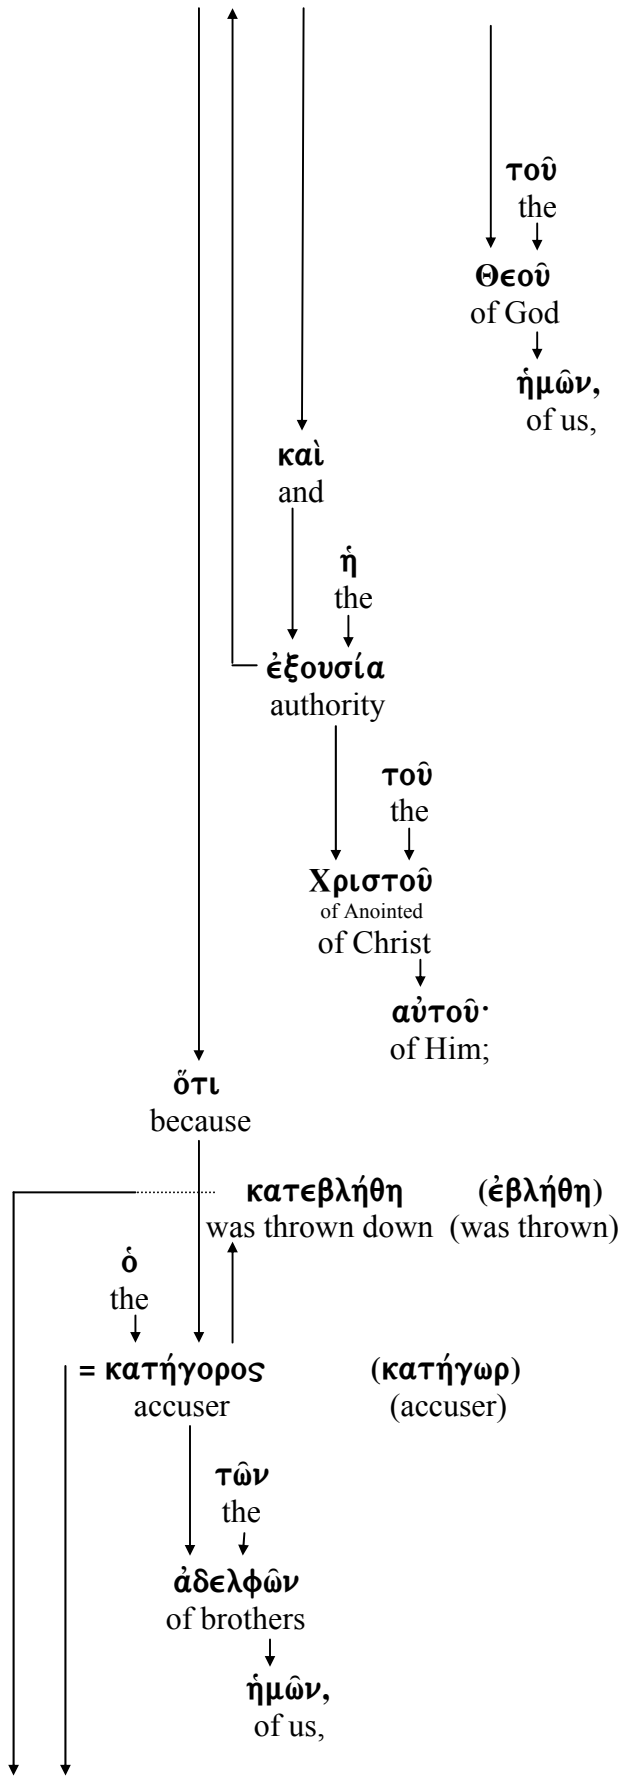 τοῦ
the
Θεοῦ
of God
ἡμῶν,
of us,
καὶ
and
ἡ
the
ἐξουσία
authority
τοῦ
the
Χριστοῦ
of Anointed
of Christ
αὐτοῦ·
of Him;
ὅτι
because
κατεβλήθη (ἐβλήθη)
was thrown down (was thrown)
ὁ
the
= κατήγορος (κατήγωρ)
accuser (accuser)
τῶν
the
ἀδελφῶν
of brothers
ἡμῶν,
of us,